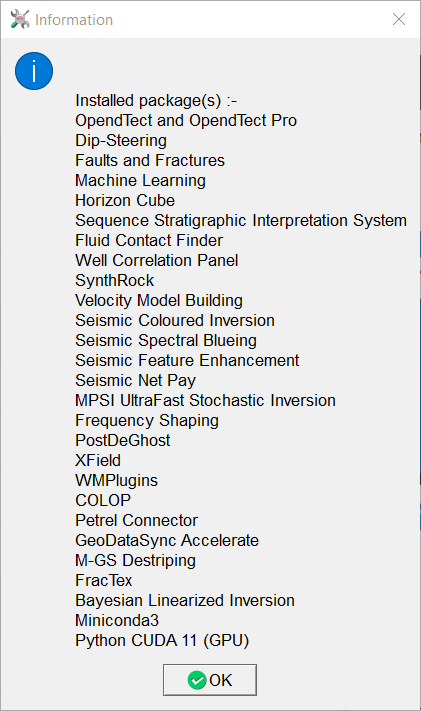 Information
Installed package(s) :-
OpendTect and OpendTect Pro
Dip-Steering
Faults and Fractures
Machine Learning
Horizon Cube
Sequence Stratigraphic Interpretation System
Fluid Contact Finder
Well Correlation Panel
SynthRock
Velocity Model Building
Seismic Coloured Inversion
Seismic Spectral Blueing
Seismic Feature Enhancement
Seismic Net Pay
MPSI UltraFast Stochastic Inversion
Frequency Shaping
PostDeGhost
XField
WMPlugins
COLOP
Petrel Connector
GeoDataSync Accelerate
M-GS Destriping
FracTex
Bayesian Linearized Inversion
Miniconda3
Python CUDA 11 (GPU)
OK